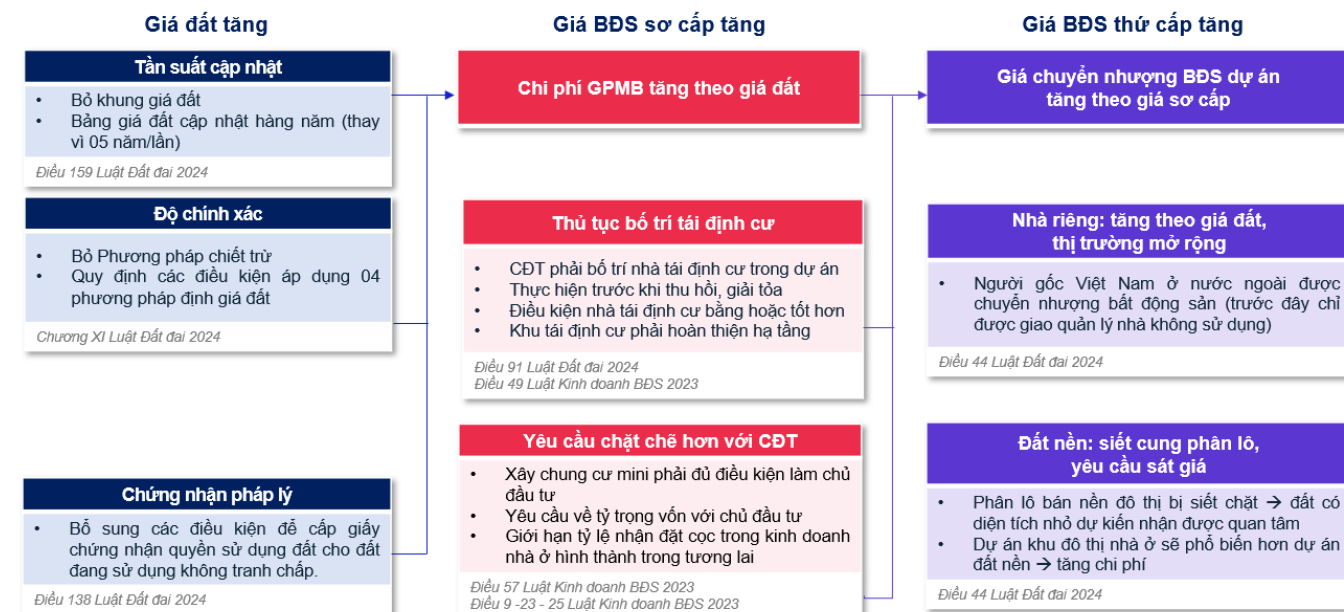 Giá đất tăng
Tần suất cập nhật
• Bỏ khung giá đất
• Bảng giá đất cập nhật hàng năm (thay
vì 05 năm/lần)
Điều 159 Luật Đất đai 2024
Độ chính xác
• Bỏ Phương pháp chiết trừ
• Quy định các điều kiện áp dụng 04
phương pháp định giá đất
Chương XI Luật Đất đai 2024
Chứng nhận pháp lý
• Bổ sung các điều kiện để cấp giấy
chứng nhận quyền sử dụng đất cho đất
đang sử dụng không tranh chấp.
Điều 138 Luật Đất đai 2024
Giá BĐS sơ cấp tăng
Chi phí GPMB tăng theo giá đất
Thủ tục bố trí tái định cư
• CĐT phải bố trí nhà tái định cư trong dự án
• Thực hiện trước khi thu hồi, giải tỏa
• Điều kiện nhà tái định cư bằng hoặc tốt hơn
• Khu tái định cư phải hoàn thiện hạ tầng
Điều 91 Luật Đất đai 2024
Điều 49 Luật Kinh doanh BĐS 2023
Yêu cầu chặt chẽ hơn với CĐT
• Xây chung cư mini phải đủ điều kiện làm chủ
đầu tư
• Yêu cầu về tỷ trọng vốn với chủ đầu tư
• Giới hạn tỷ lệ nhận đặt cọc trong kinh doanh
nhà ở hình thành trong tương lai
Điều 57 Luật Kinh doanh BĐS 2023
Điều 9 -23 - 25 Luật Kinh doanh BĐS 2023
Giá BĐS thứ cấp tăng
Giá chuyển nhượng BĐS dự án
tăng theo giá sơ cấp
Nhà riêng: tăng theo giá đất,
thị trường mở rộng
• Người gốc Việt Nam ở nước ngoài được
chuyển nhượng bất động sản (trước đây chỉ
được giao quản lý nhà không sử dụng)
Điều 44 Luật Đất đai 2024
Đất nền: siết cung phân lô,
yêu cầu sát giá
• Phân lô bán nền đô thị bị siết chặt → đất có
diện tích nhỏ dự kiến nhận được quan tâm
• Dự án khu đô thị nhà ở sẽ phổ biến hơn dự án
đất nền → tăng chi phí
Điều 44 Luật Đất đai 2024